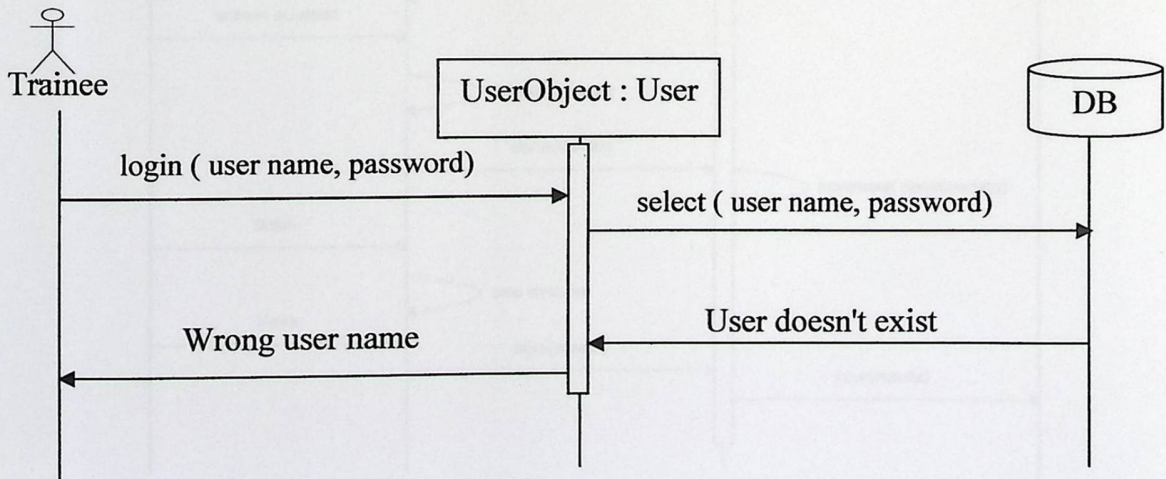 Trainee
UserObject : User
DB
login ( user name, password)
select ( user name, password)
User doesn't exist
Wrong user name